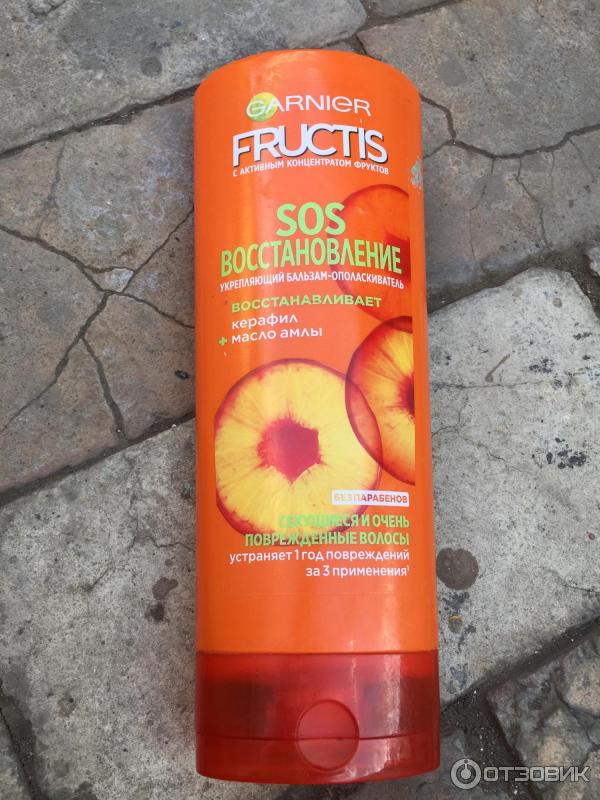 GARNIER
FRUCTIS
С АКТИВНЫМ КОНЦЕНТРАТОМ ФРУКТОВ
SOS
ВОССТАНОВЛЕНИЕ
УКРЕПЛЯЮЩИЙ БАЛЬЗАМ-ОПОЛАСКИВАТЕЛЬ
ВОССТАНАВЛИВАЕТ
керафил
+ масло амлы
БЕЗ ПАРАБЕНОВ
СЕКУЩИЕСЯ И ОЧЕНЬ
ПОВРЕЖДЕННЫЕ ВОЛОСЫ
устраняет 1 год повреждений
за 3 применения¹
ОТЗОВИК